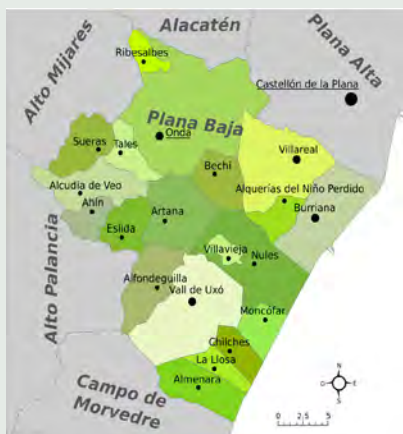 Alacatén
Plana Alta
Alto Mijares
Ribesalbes
Castellón de la Plana
Plana Baja
Onda
Sueras
Tales
Villareal
Bechí
Alcudia de Veo
Alquerías del Niño Perdido
Ahín
Artana
Burriana
Eslida
Villavieja
Nules
Alto Palancia
Alfondeguilla
Vall de Uxó
Moncófar
Chilches
La Llosa
Almenara
Campo de
Morvedre
N
O
E
S
0
2.5
5